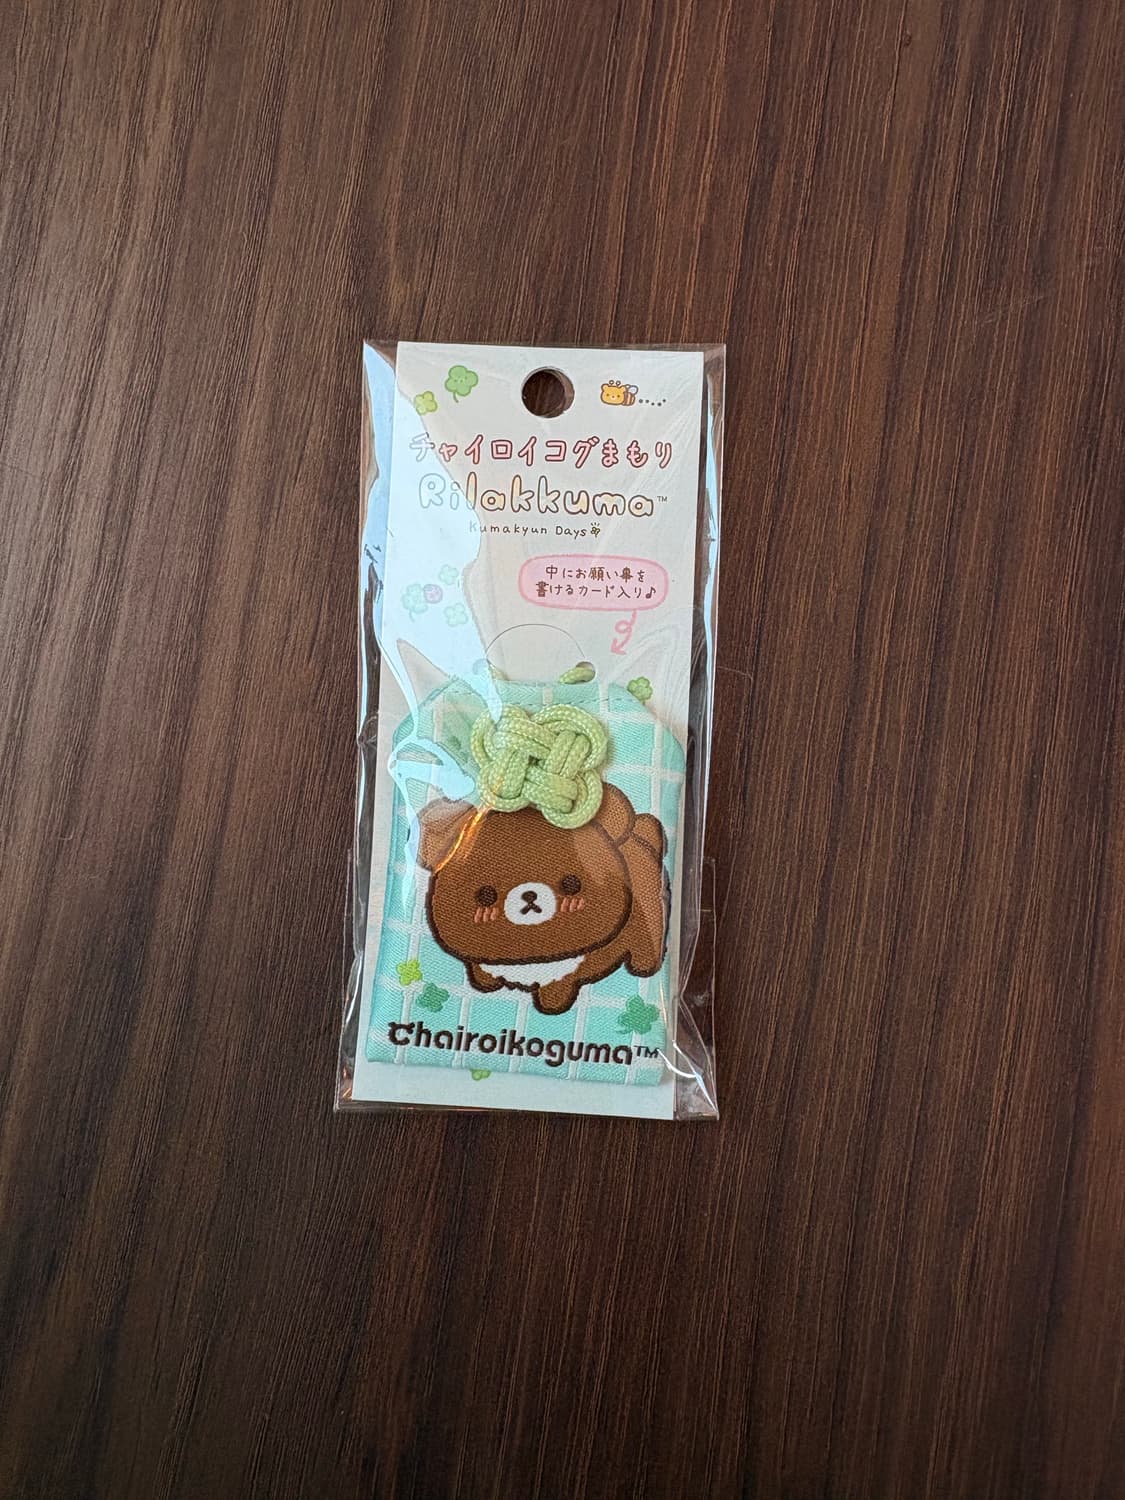 チャイロイコグまもり
Rilakkuma™
Kumakyun Days
中にお願い事を
書けるカード入り♪
Chairoikoguma™